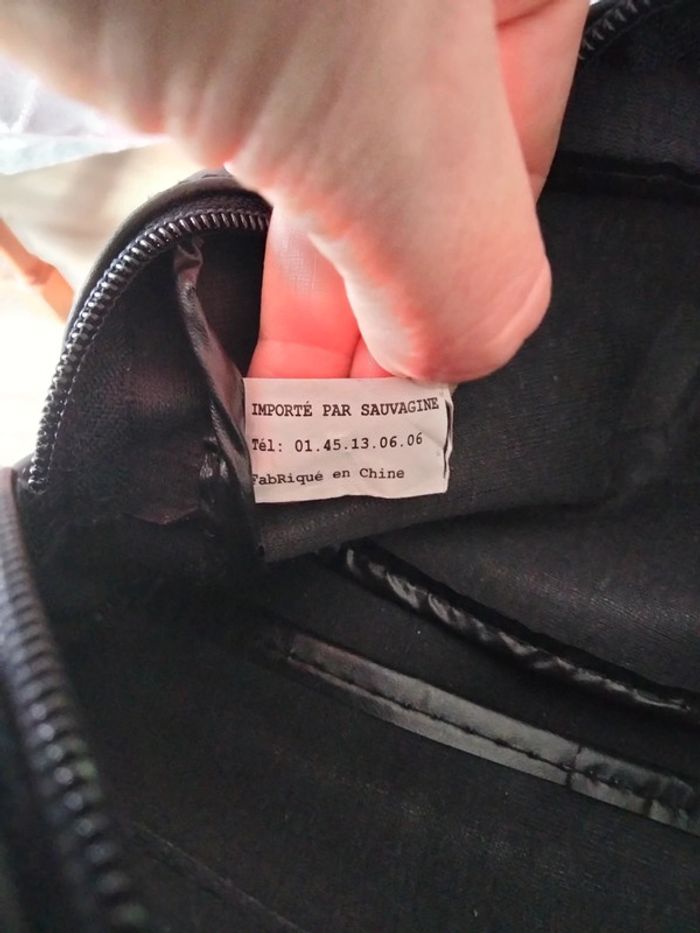 IMPORTÉ PAR SAUVAGINE
Tél: 01.45.13.06.06
FabRiqué en Chine